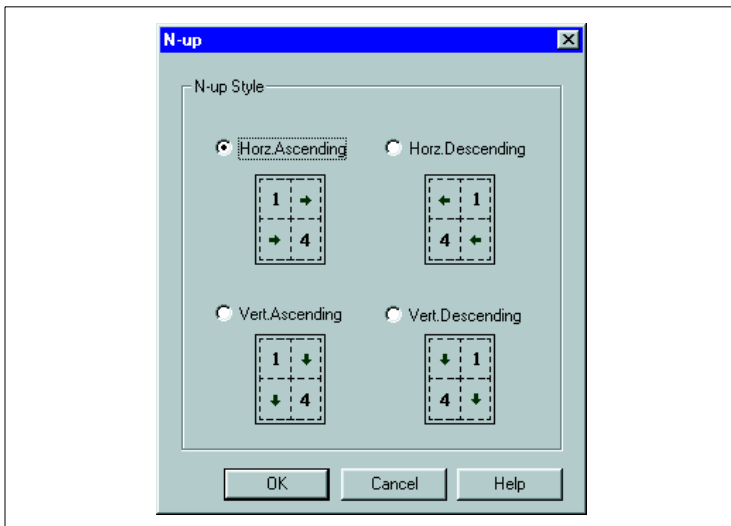 N-up
N-up Style
Horz.Ascending Horz.Descending
1 → ← 1
→ 4 4 ←
Vert.Ascending Vert.Descending
1 ↓ ↓ 1
↓ 4 4 ↓
OK Cancel Help